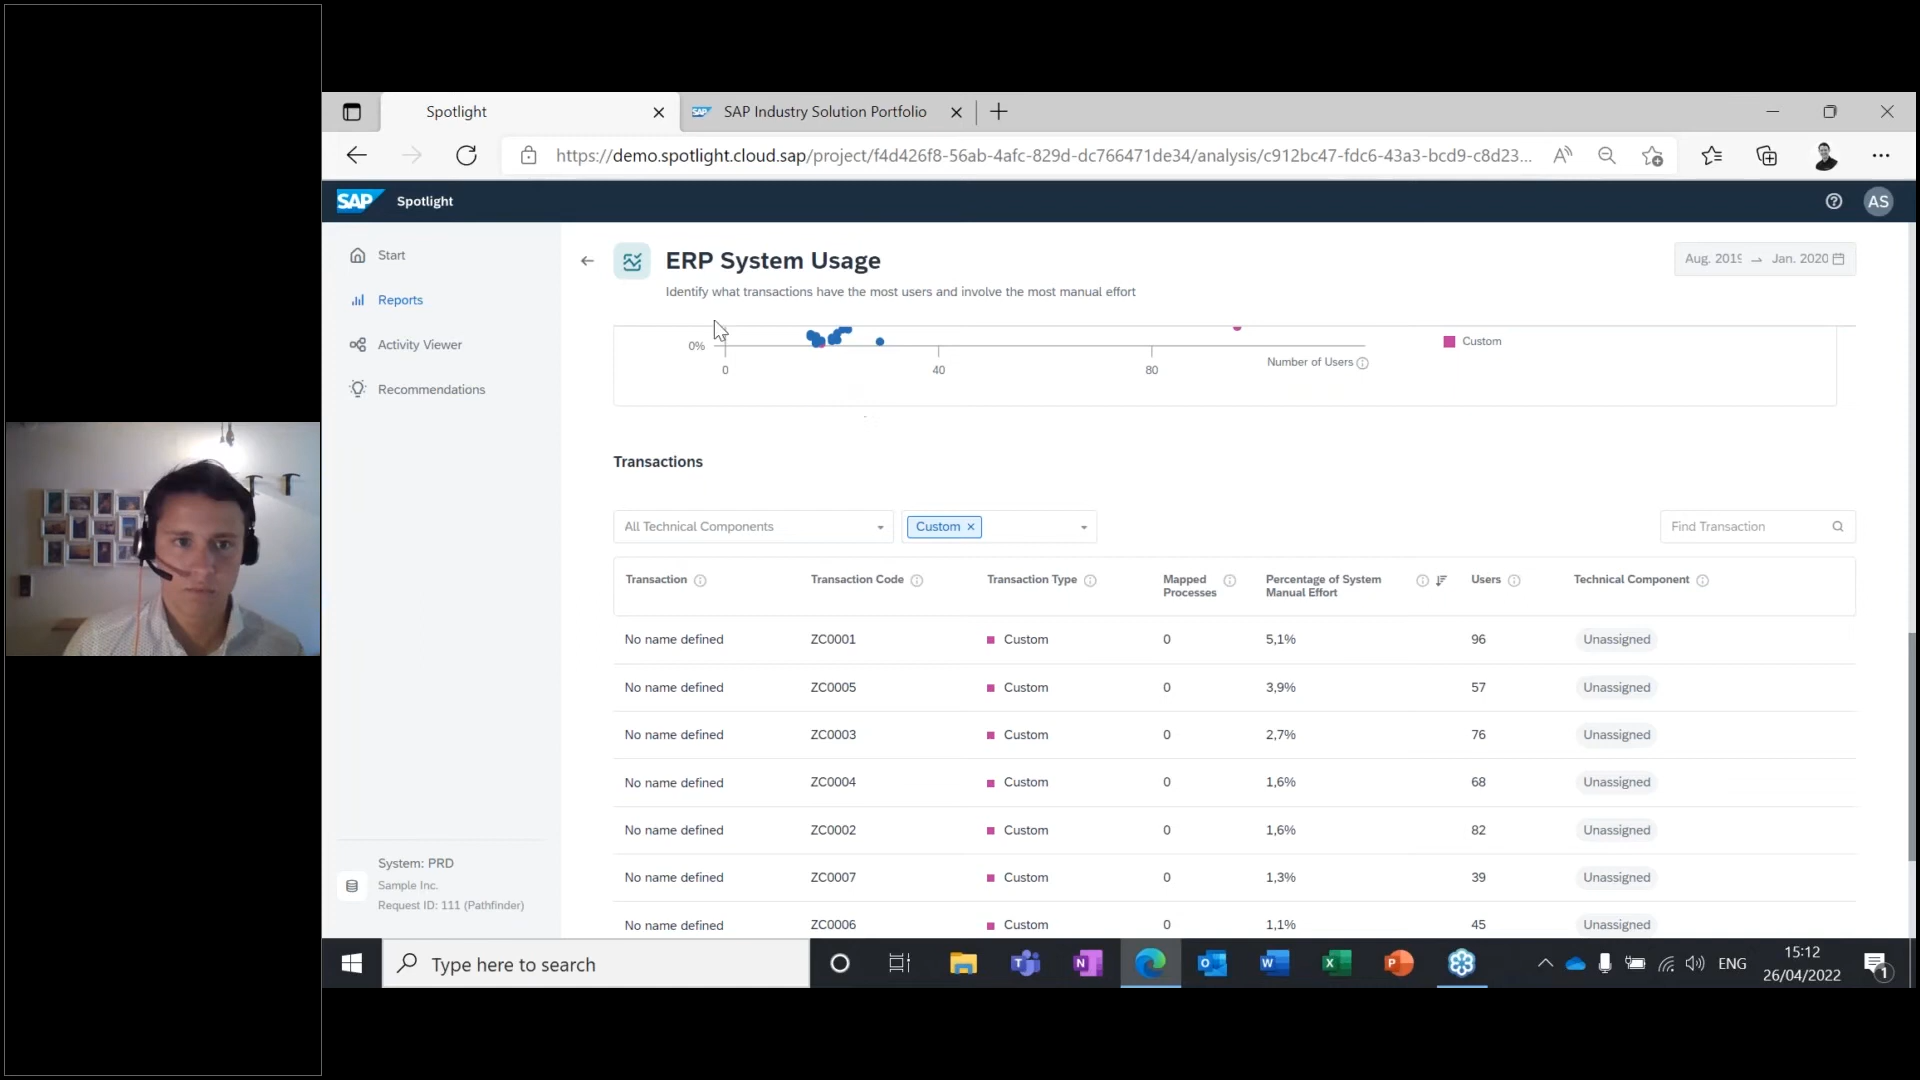 Spotlight
SAP SAP Industry Solution Portfolio
https://demo.spotlight.cloud.sap/project/f4d426f8-56ab-4afc-829d-dc766471de34/analysis/c912bc47-fdc6-43a3-bcd9-c8d23...
SAP Spotlight
AS
Start
Reports
Activity Viewer
Recommendations
System: PRD
Sample Inc.
Request ID: 111 (Pathfinder)
ERP System Usage
Identify what transactions have the most users and involve the most manual effort
Aug. 2019 → Jan. 2020
0%
0 40 80
Number of Users
Custom
Transactions
All Technical Components
Custom ×
Find Transaction
Transaction Transaction Code Transaction Type Mapped Processes Percentage of System Manual Effort Users Technical Component
No name defined ZC0001 Custom 0 5,1% 96 Unassigned
No name defined ZC0005 Custom 0 3,9% 57 Unassigned
No name defined ZC0003 Custom 0 2,7% 76 Unassigned
No name defined ZC0004 Custom 0 1,6% 68 Unassigned
No name defined ZC0002 Custom 0 1,6% 82 Unassigned
No name defined ZC0007 Custom 0 1,3% 39 Unassigned
No name defined ZC0006 Custom 0 1,1% 45 Unassigned
Type here to search
ENG
15:12
26/04/2022
1